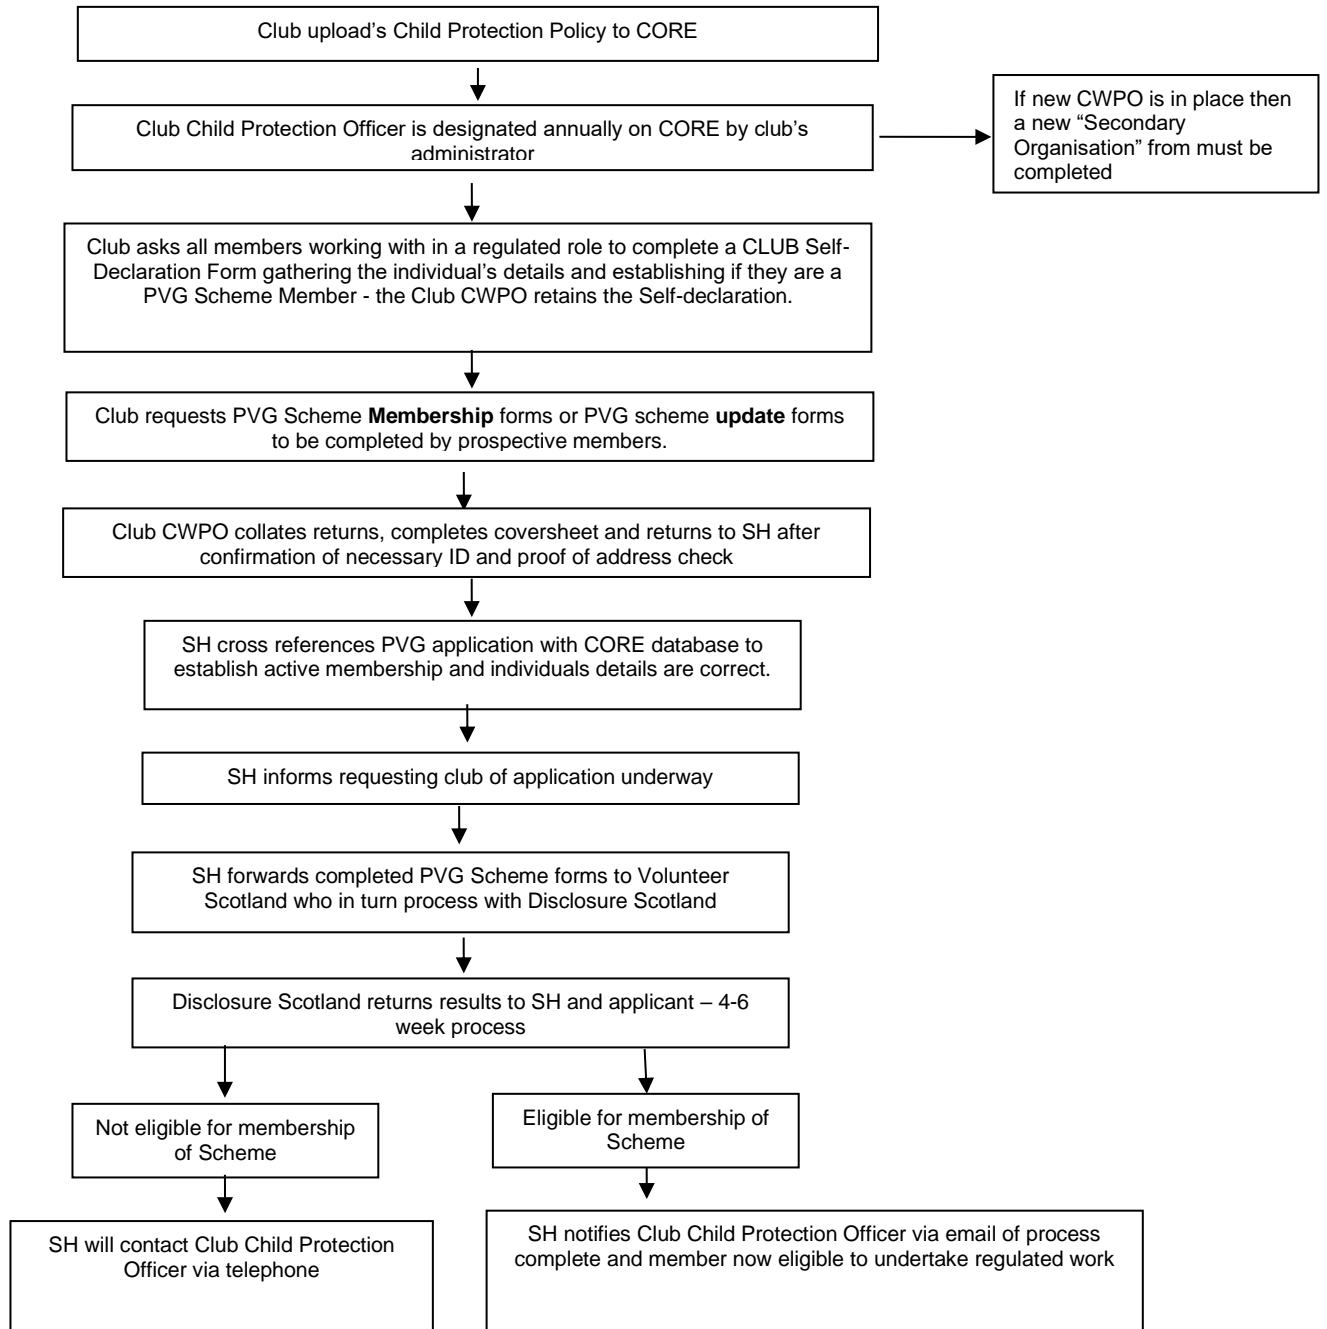 Club upload’s Child Protection Policy to CORE
Club Child Protection Officer is designated annually on CORE by club’s
administrator
If new CWPO is in place then
a new “Secondary
Organisation” from must be
completed
Club asks all members working with in a regulated role to complete a CLUB Self-
Declaration Form gathering the individual’s details and establishing if they are a
PVG Scheme Member - the Club CWPO retains the Self-declaration.
Club requests PVG Scheme Membership forms or PVG scheme update forms
to be completed by prospective members.
Club CWPO collates returns, completes coversheet and returns to SH after
confirmation of necessary ID and proof of address check
SH cross references PVG application with CORE database to
establish active membership and individuals details are correct.
SH informs requesting club of application underway
SH forwards completed PVG Scheme forms to Volunteer
Scotland who in turn process with Disclosure Scotland
Disclosure Scotland returns results to SH and applicant – 4-6
week process
Not eligible for membership
of Scheme
Eligible for membership of
Scheme
SH will contact Club Child Protection
Officer via telephone
SH notifies Club Child Protection Officer via email of process
complete and member now eligible to undertake regulated work